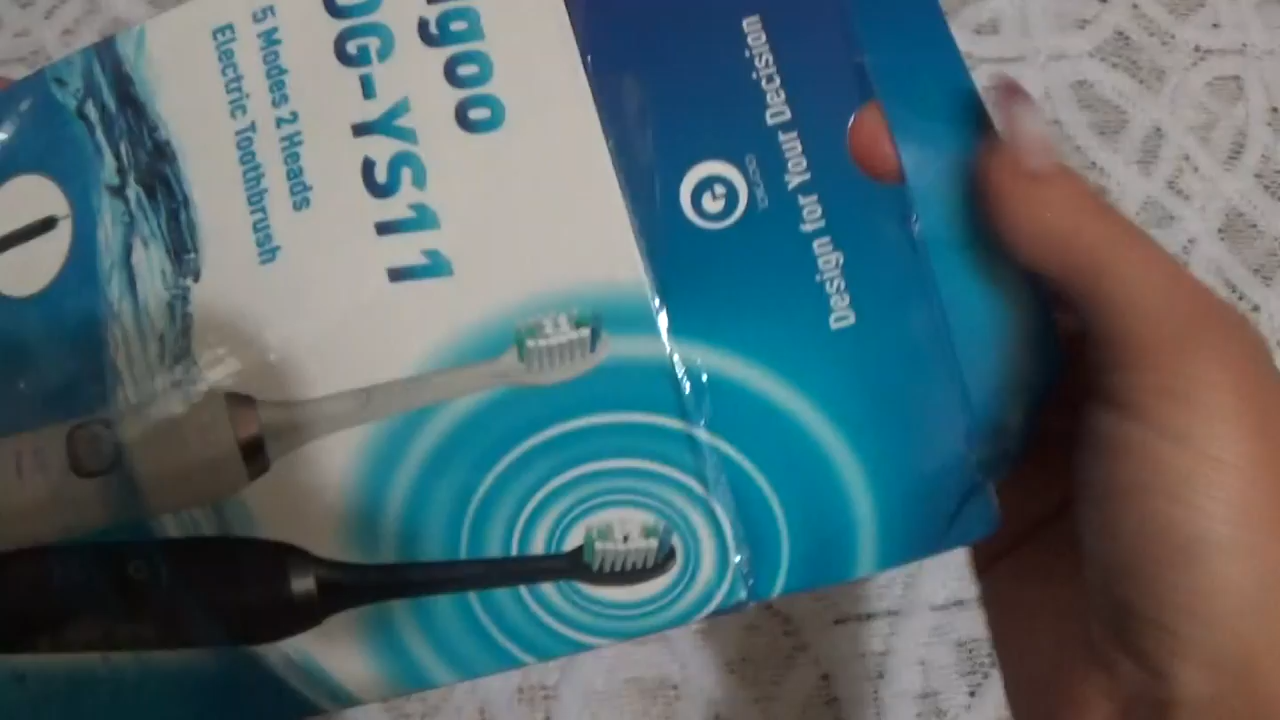 igoo
DG-YS11
5 Modes 2 Heads
Electric Toothbrush
Design for Your Decision